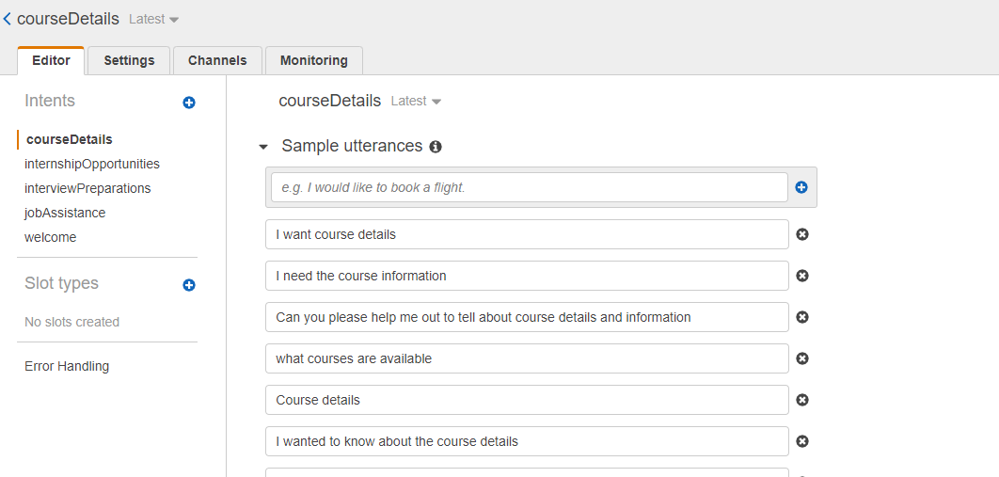 courseDetails Latest
Editor Settings Channels Monitoring
Intents
courseDetails
internshipOpportunities
interviewPreparations
jobAssistance
welcome
Slot types
No slots created
Error Handling
courseDetails Latest
Sample utterances
e.g. I would like to book a flight.
I want course details
I need the course information
Can you please help me out to tell about course details and information
what courses are available
Course details
I wanted to know about the course details